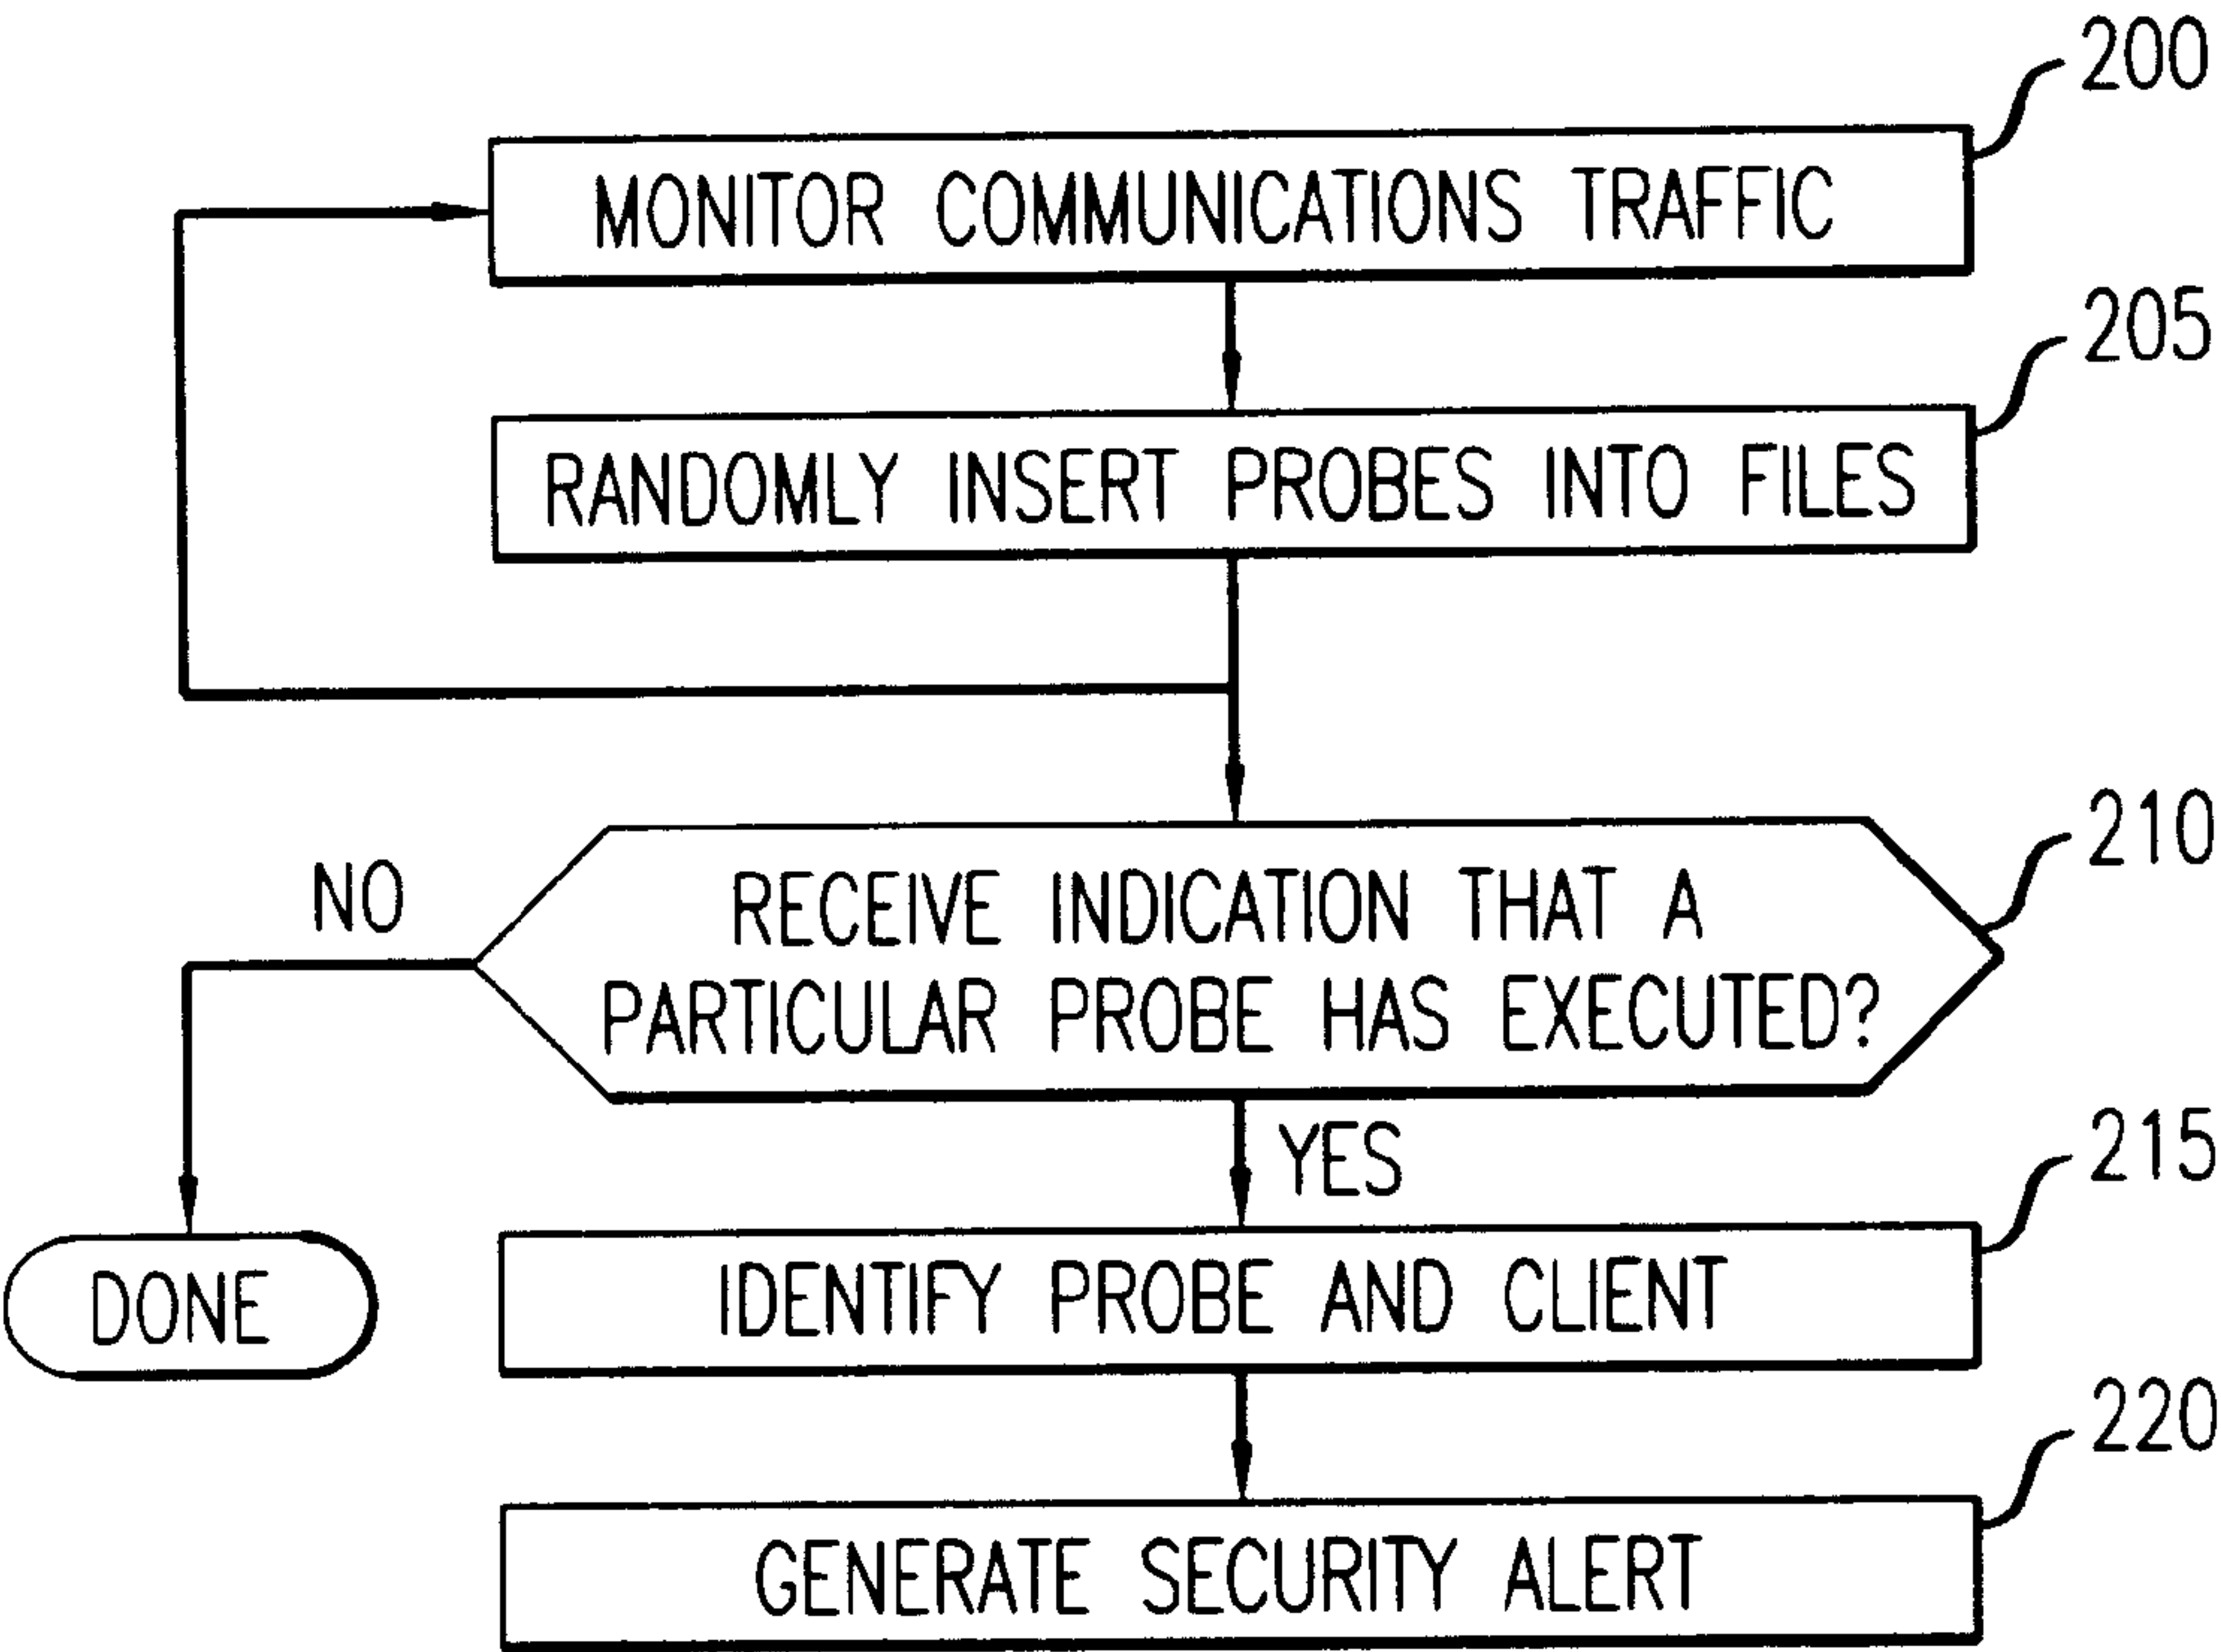 200
MONITOR COMMUNICATIONS TRAFFIC
205
RANDOMLY INSERT PROBES INTO FILES
210
NO
RECEIVE INDICATION THAT A
PARTICULAR PROBE HAS EXECUTED?
YES
215
DONE
IDENTIFY PROBE AND CLIENT
220
GENERATE SECURITY ALERT